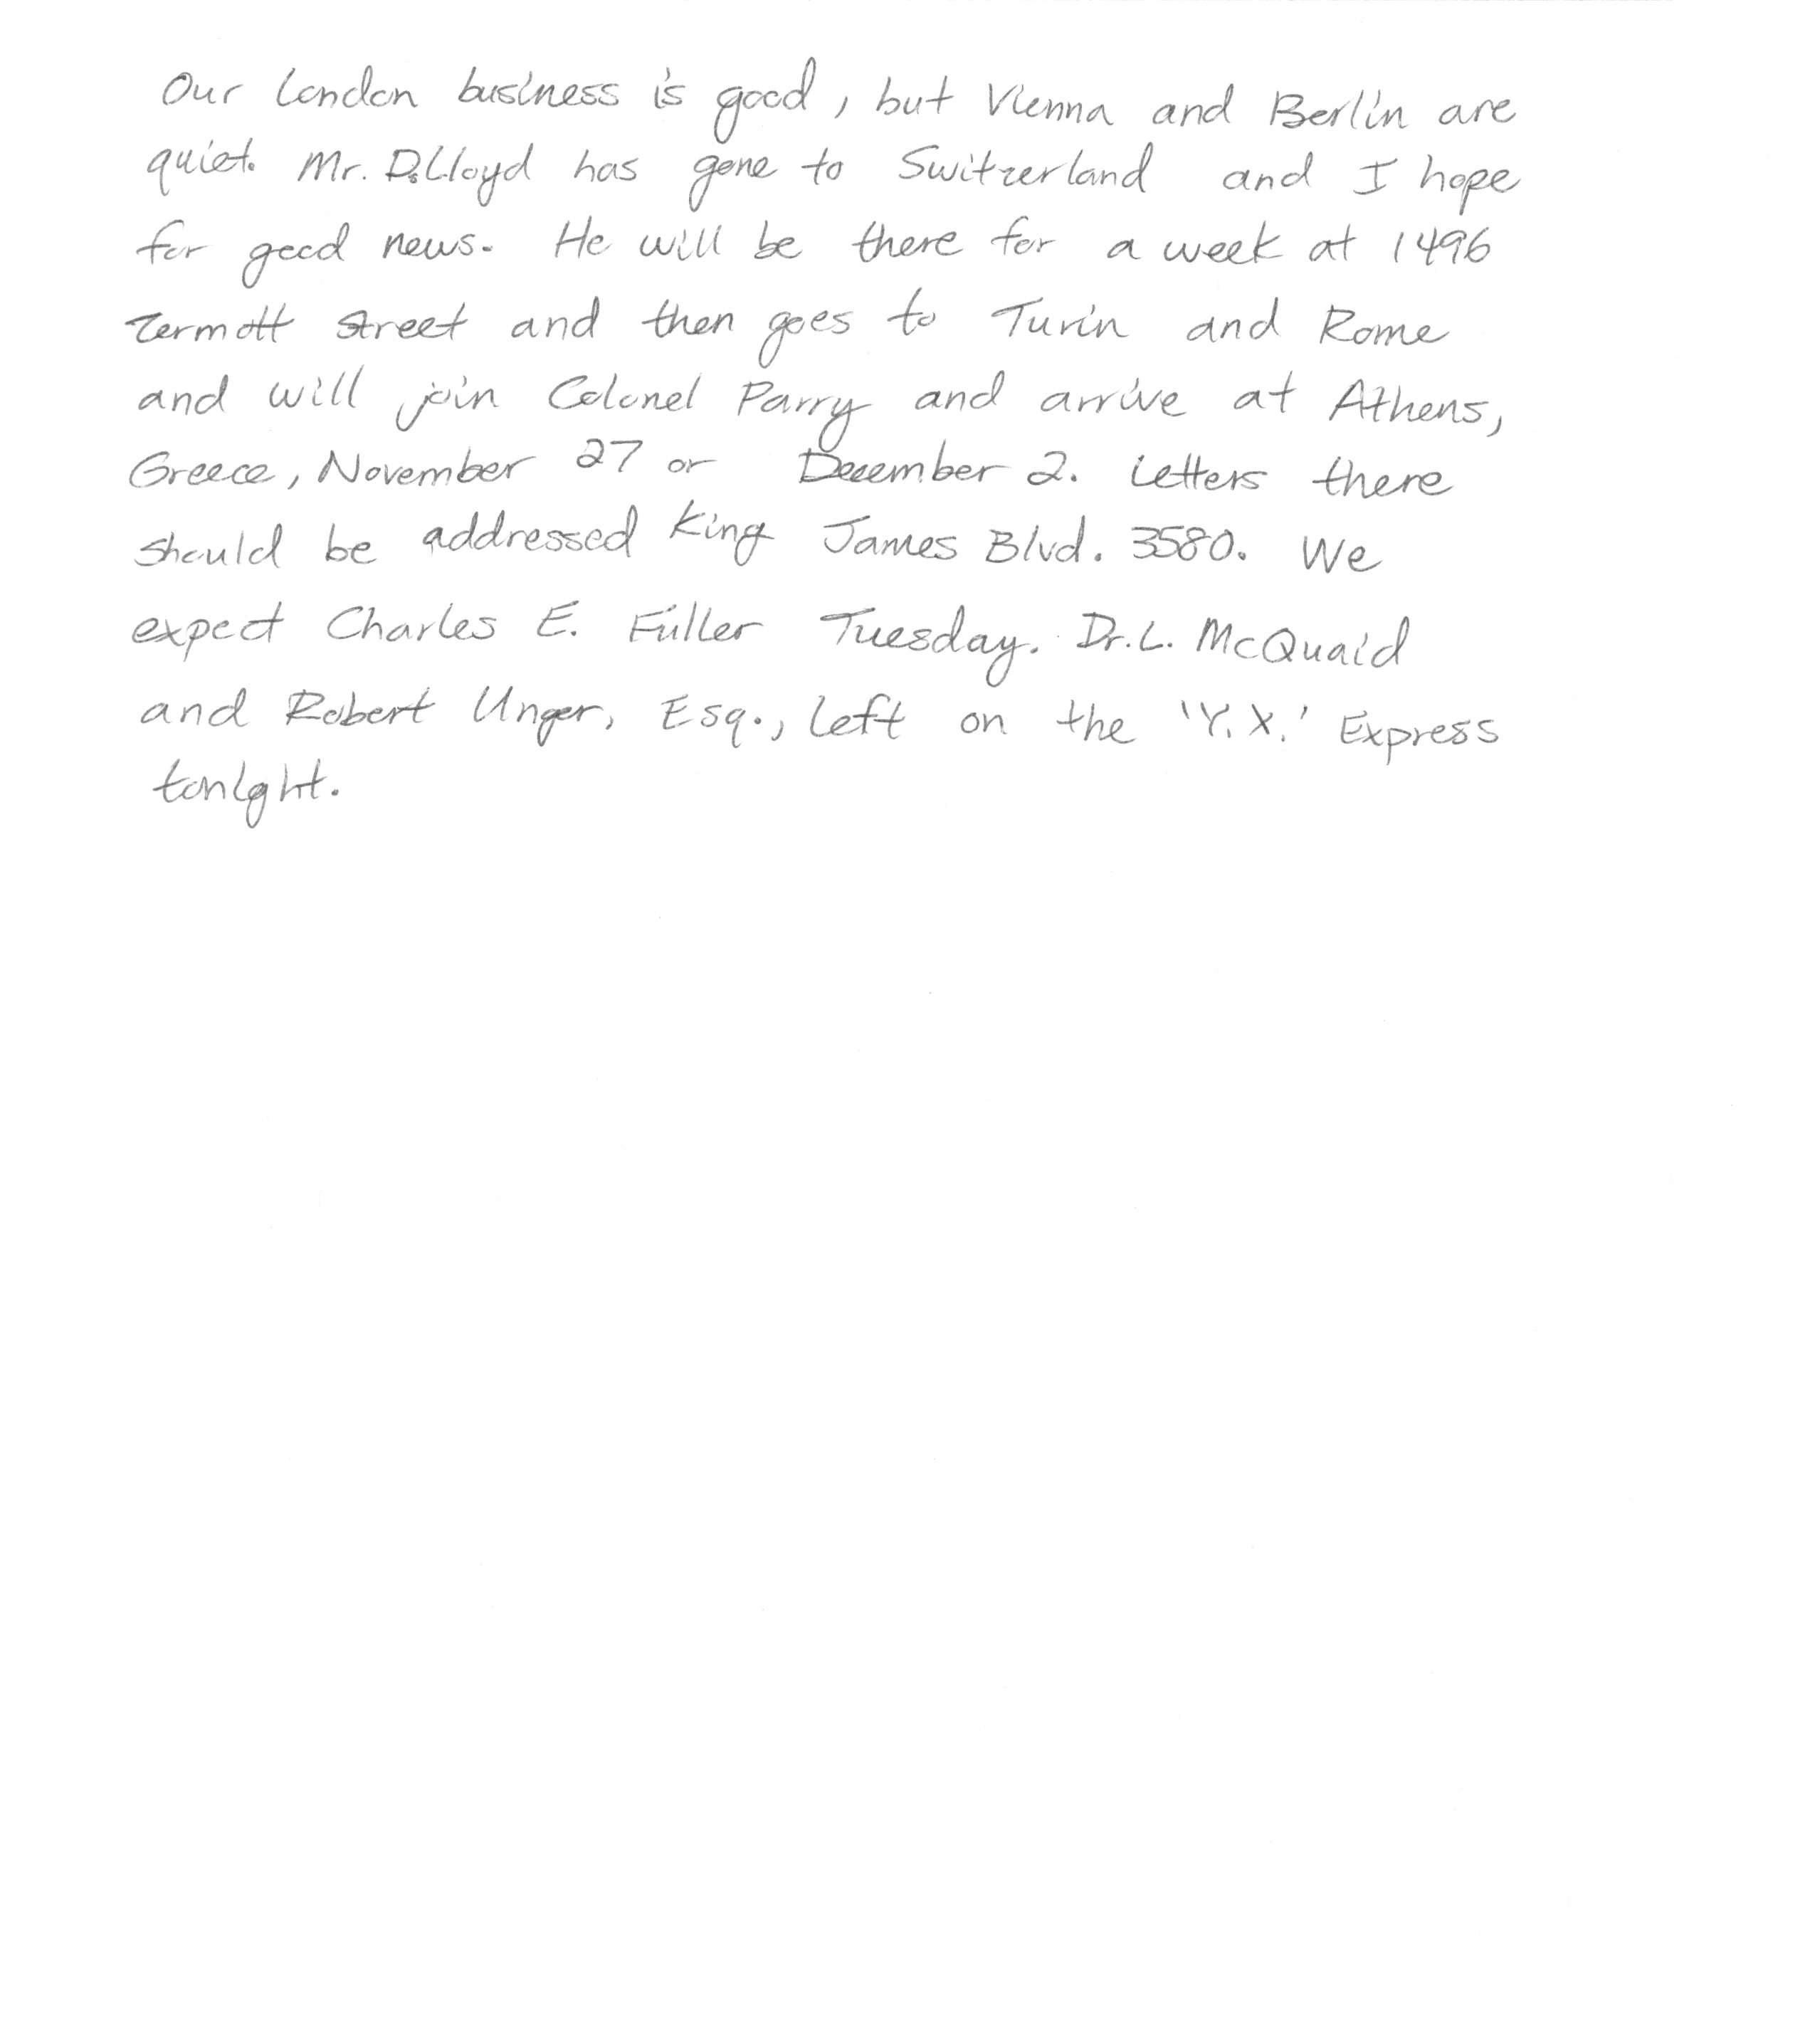 Our London business is good, but Vienna and Berlin are
quiet. Mr. D. Lloyd has gone to Switzerland and I hope
for good news. He will be there for a week at 1496
Zermott Street and then goes to Turin and Rome
and will join Colonel Parry and arrive at Athens,
Greece, November 27 or December 2. Letters there
should be addressed King James Blvd. 3580. We
expect Charles E. Fuller Tuesday. Dr. L. McQuaid
and Robert Unger, Esq., left on the 'Y.X.' Express
tonight.